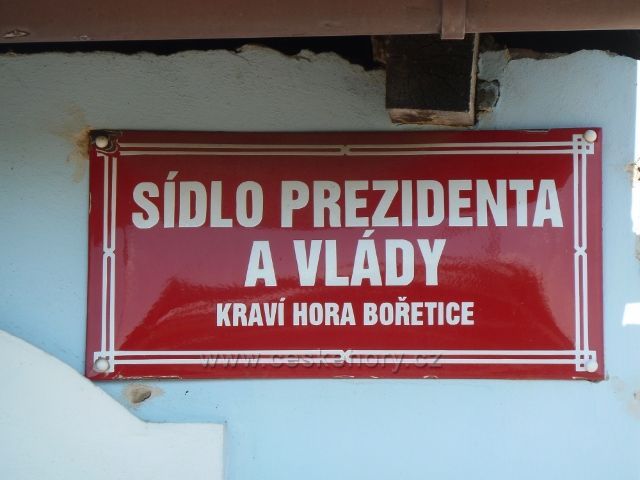 SÍDLO PREZIDENTA
A VLÁDY
KRAVÍ HORA BOŘETICE
www.ceskehory.cz